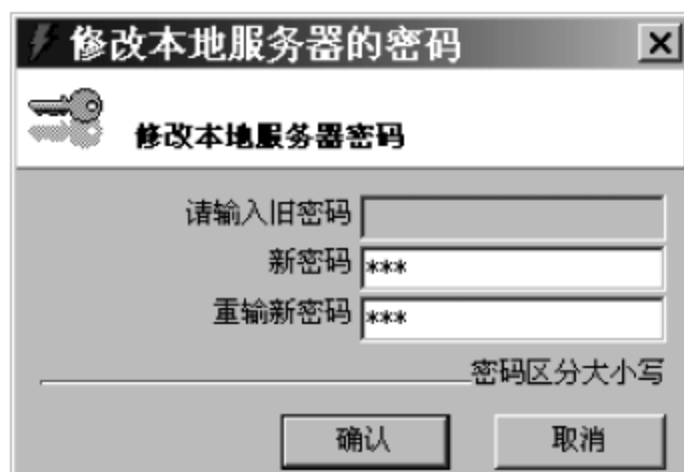 修改本地服务器的密码
修改本地服务器密码
请输入旧密码
新密码 ***
重输新密码 ***
密码区分大小写
确认 取消